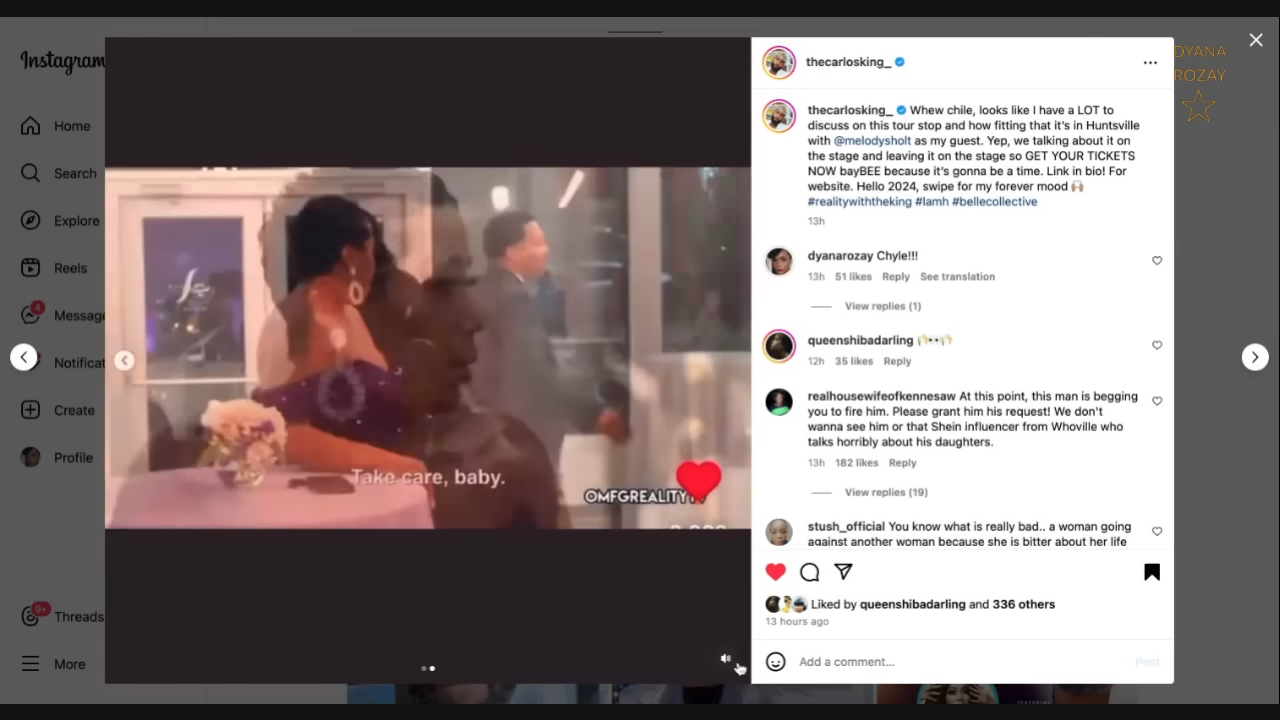 Instagram
Home
Search
Explore
Reels
4
Message
Notificat
Create
Profile
9+
Threads
More
Take care, baby.
OMFGREALITY
thecarlosking_
DYANA
ROZAY
thecarlosking_ Whew chile, looks like I have a LOT to
discuss on this tour stop and how fitting that it's in Huntsville
with @melodysholt as my guest. Yep, we talking about it on
the stage and leaving it on the stage so GET YOUR TICKETS
NOW bayBEE because it's gonna be a time. Link in bio! For
website. Hello 2024, swipe for my forever mood 🙌🏽
#realitywiththeking #lamh #bellecollective
13h
dyanarozay Chyle!!!
13h 51 likes Reply See translation
View replies (1)
queenshibadarling
12h 35 likes Reply
realhousewifeofkennesaw At this point, this man is begging
you to fire him. Please grant him his request! We don't
wanna see him or that Shein influencer from Whoville who
talks horribly about his daughters.
13h 182 likes Reply
View replies (19)
stush_official You know what is really bad.. a woman going
against another woman because she is bitter about her life
Liked by queenshibadarling and 336 others
13 hours ago
Add a comment...
Post